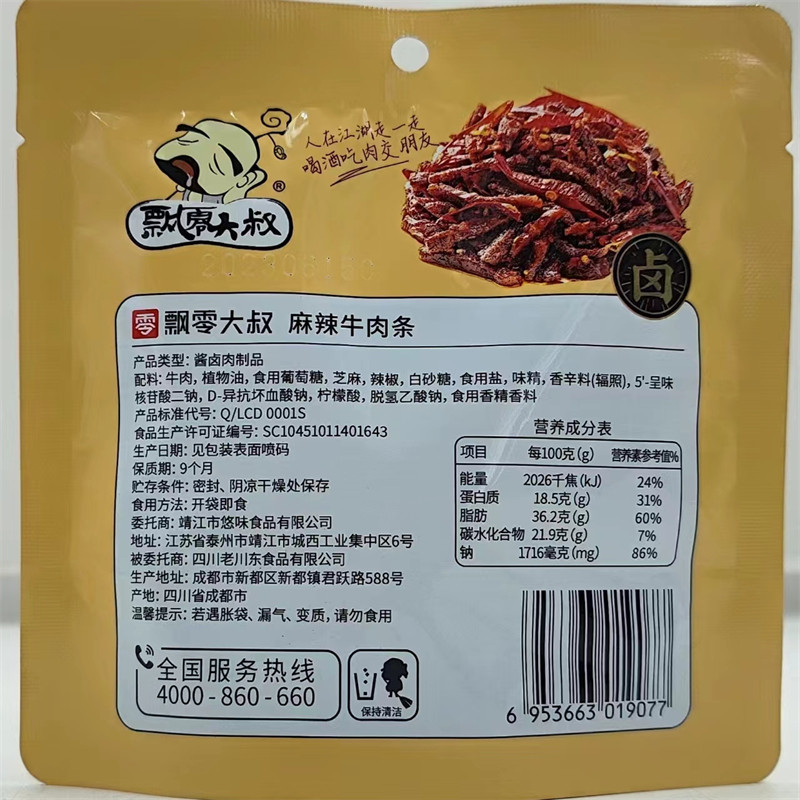 人在江湖走一走
喝酒吃肉交朋友
飘零大叔
®
卤
零 飘零大叔 麻辣牛肉条
产品类型：酱卤肉制品
配料：牛肉，植物油，食用葡萄糖，芝麻，辣椒，白砂糖，食用盐，味精，香辛料(辐照)，5'-呈味
核苷酸二钠，D-异抗坏血酸钠，柠檬酸，脱氢乙酸钠，食用香精香料
产品标准代号：Q/LCD 0001S
食品生产许可证编号：SC10451011401643
生产日期：见包装表面喷码
保质期：9个月
贮存条件：密封、阴凉干燥处保存
食用方法：开袋即食
委托商：靖江市悠味食品有限公司
地址：江苏省泰州市靖江市城西工业集中区6号
被委托商：四川老川东食品有限公司
生产地址：成都市新都区新都镇君跃路588号
产地：四川省成都市
温馨提示：若遇胀袋、漏气、变质，请勿食用
营养成分表
项目 每100克(g) 营养素参考值%
能量 2026千焦(kJ) 24%
蛋白质 18.5克(g) 31%
脂肪 36.2克(g) 60%
碳水化合物 21.9克(g) 7%
钠 1716毫克(mg) 86%
全国服务热线
4000-860-660
保持清洁
6 953663 019077